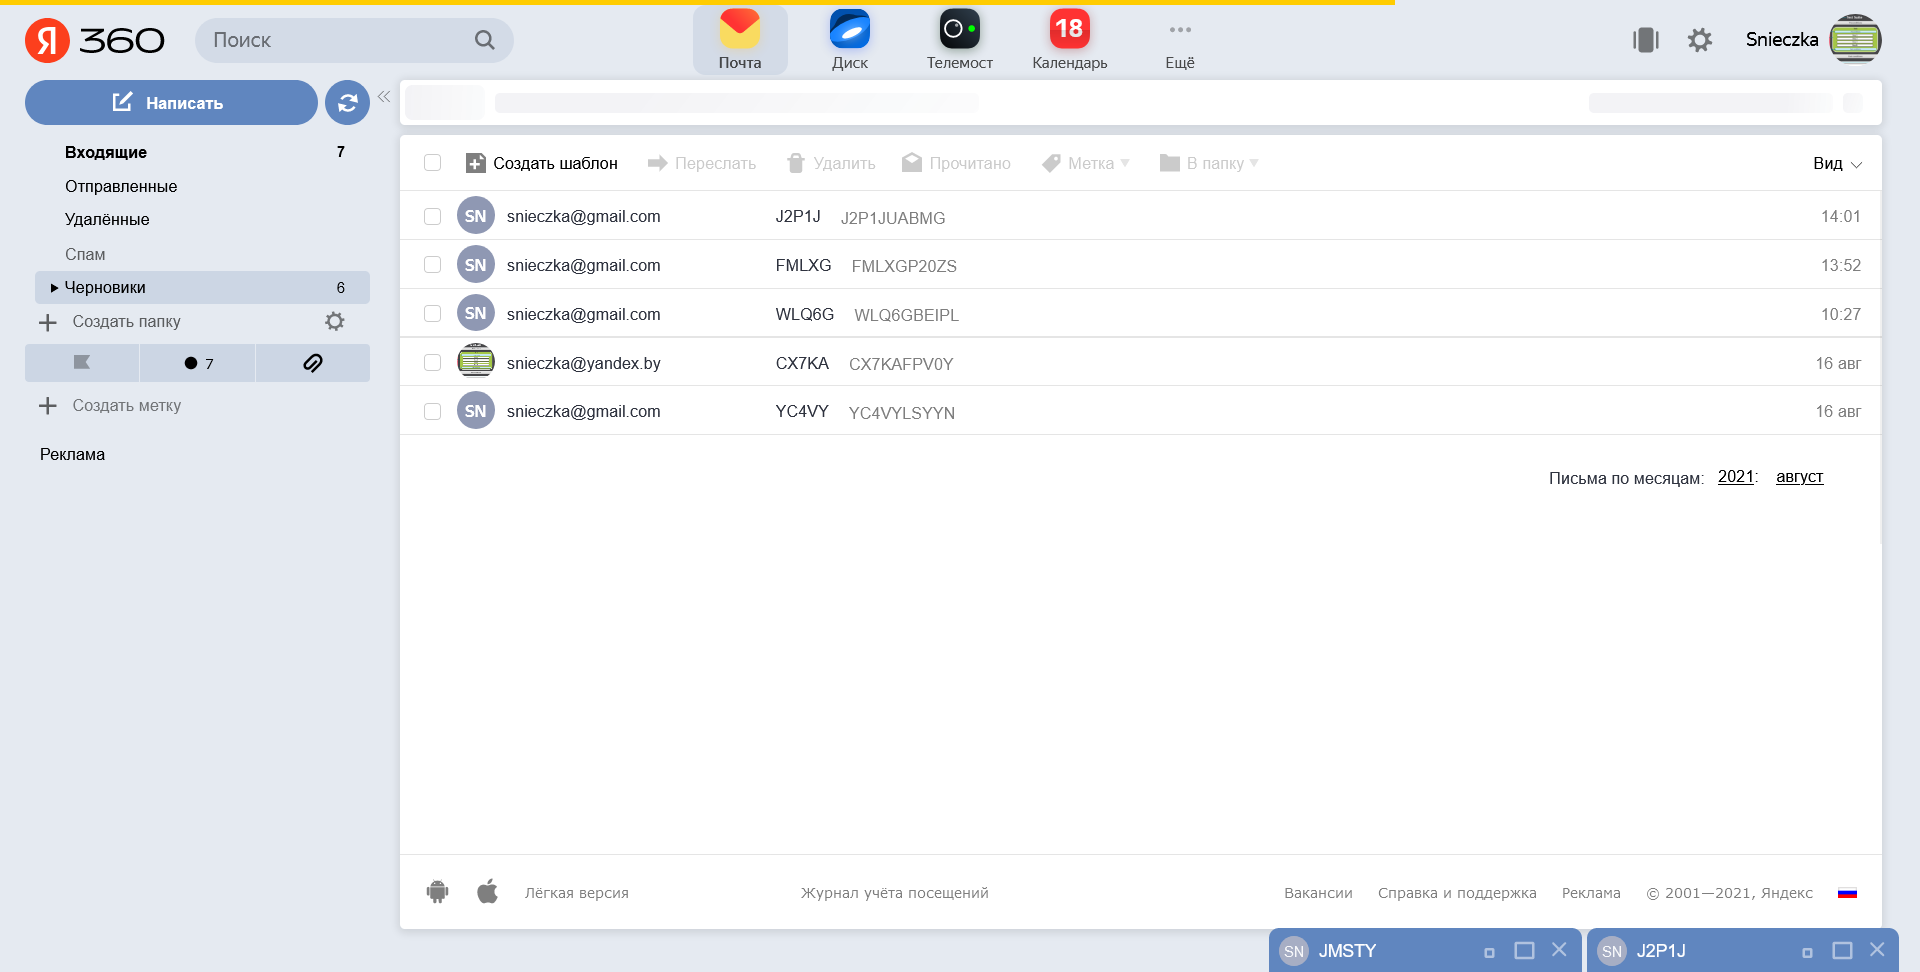 Я 360
Поиск
Почта
Диск
Телемост
18
Календарь
Ещё
Snieczka
Написать
Входящие 7
Отправленные
Удалённые
Спам
Черновики 6
Создать папку
7
Создать метку
Реклама
Создать шаблон Переслать Удалить Прочитано Метка В папку Вид
SN snieczka@gmail.com J2P1J J2P1JUABMG 14:01
SN snieczka@gmail.com FMLXG FMLXGP20ZS 13:52
SN snieczka@gmail.com WLQ6G WLQ6GBEIPL 10:27
snieczka@yandex.by CX7KA CX7KAFPV0Y 16 авг
SN snieczka@gmail.com YC4VY YC4VYLSYYN 16 авг
Письма по месяцам: 2021: август
Лёгкая версия Журнал учёта посещений Вакансии Справка и поддержка Реклама © 2001—2021, Яндекс
SN JMSTY SN J2P1J